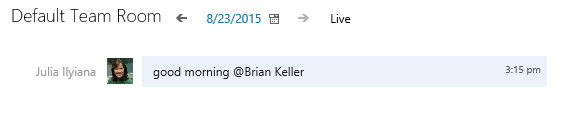 Default Team Room 8/23/2015 Live
Julia Ilyiana good morning @Brian Keller 3:15 pm